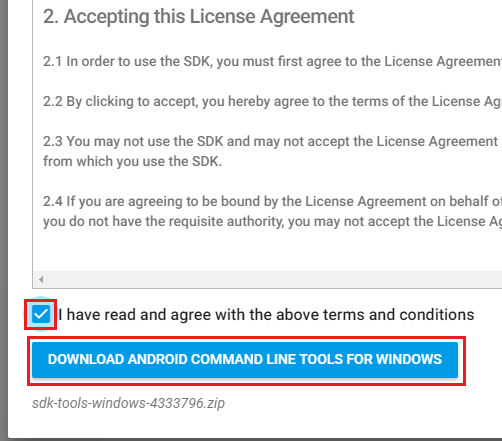 2. Accepting this License Agreement
2.1 In order to use the SDK, you must first agree to the License Agreement
2.2 By clicking to accept, you hereby agree to the terms of the License Ag
2.3 You may not use the SDK and may not accept the License Agreement
from which you use the SDK.
2.4 If you are agreeing to be bound by the License Agreement on behalf of
you do not have the requisite authority, you may not accept the License Ag
I have read and agree with the above terms and conditions
DOWNLOAD ANDROID COMMAND LINE TOOLS FOR WINDOWS
sdk-tools-windows-4333796.zip